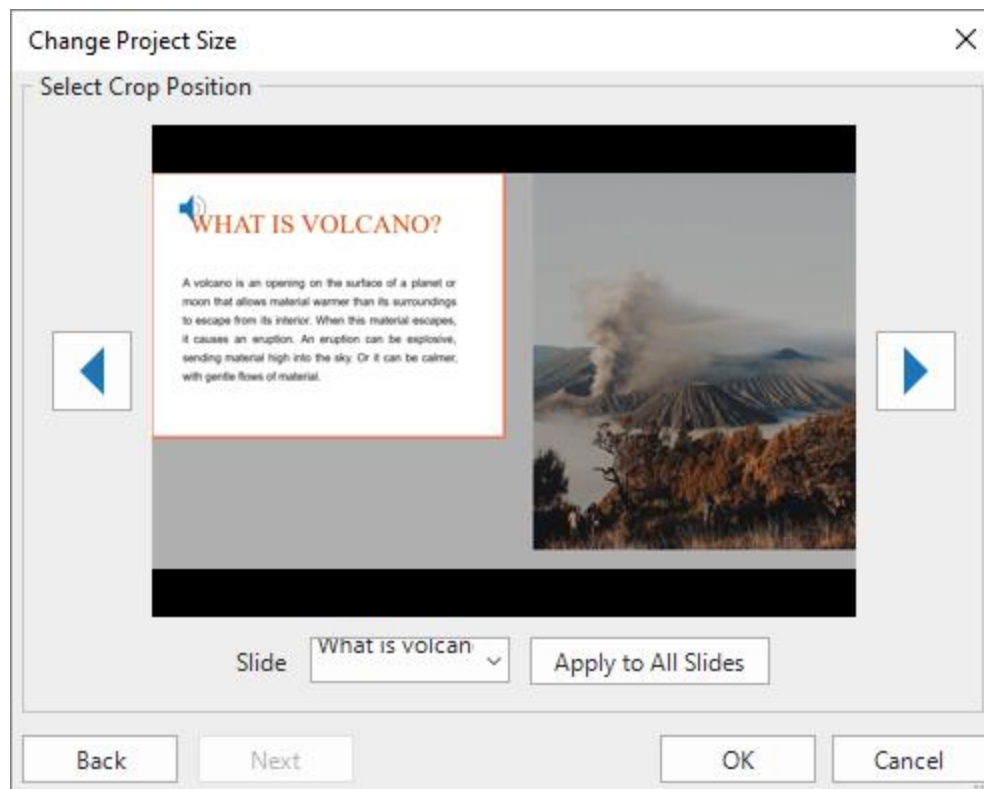 Change Project Size
Select Crop Position
WHAT IS VOLCANO?
A volcano is an opening on the surface of a planet or
moon that allows material warmer than its surroundings
to escape from its interior. When this material escapes,
it causes an eruption. An eruption can be explosive,
sending material high into the sky. Or it can be calmer,
with gentle flows of material.
Slide
What is volcan
Apply to All Slides
Back
Next
OK
Cancel